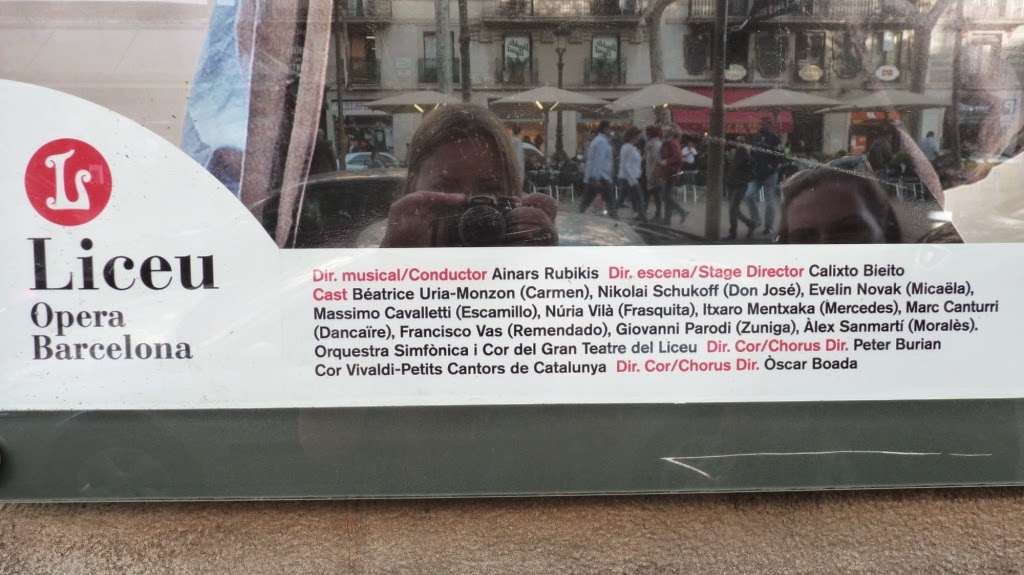 Liceu
Opera
Barcelona
Dir. musical/Conductor Ainars Rubikis Dir. escena/Stage Director Calixto Bieito
Cast Béatrice Uria-Monzon (Carmen), Nikolai Schukoff (Don José), Evelin Novak (Micaëla),
Massimo Cavalletti (Escamillo), Núria Vilà (Frasquita), Itxaro Mentxaka (Mercedes), Marc Canturri
(Dancaïre), Francisco Vas (Remendado), Giovanni Parodi (Zuniga), Àlex Sanmartí (Moralès).
Orquestra Simfònica i Cor del Gran Teatre del Liceu Dir. Cor/Chorus Dir. Peter Burian
Cor Vivaldi-Petits Cantors de Catalunya Dir. Cor/Chorus Dir. Òscar Boada